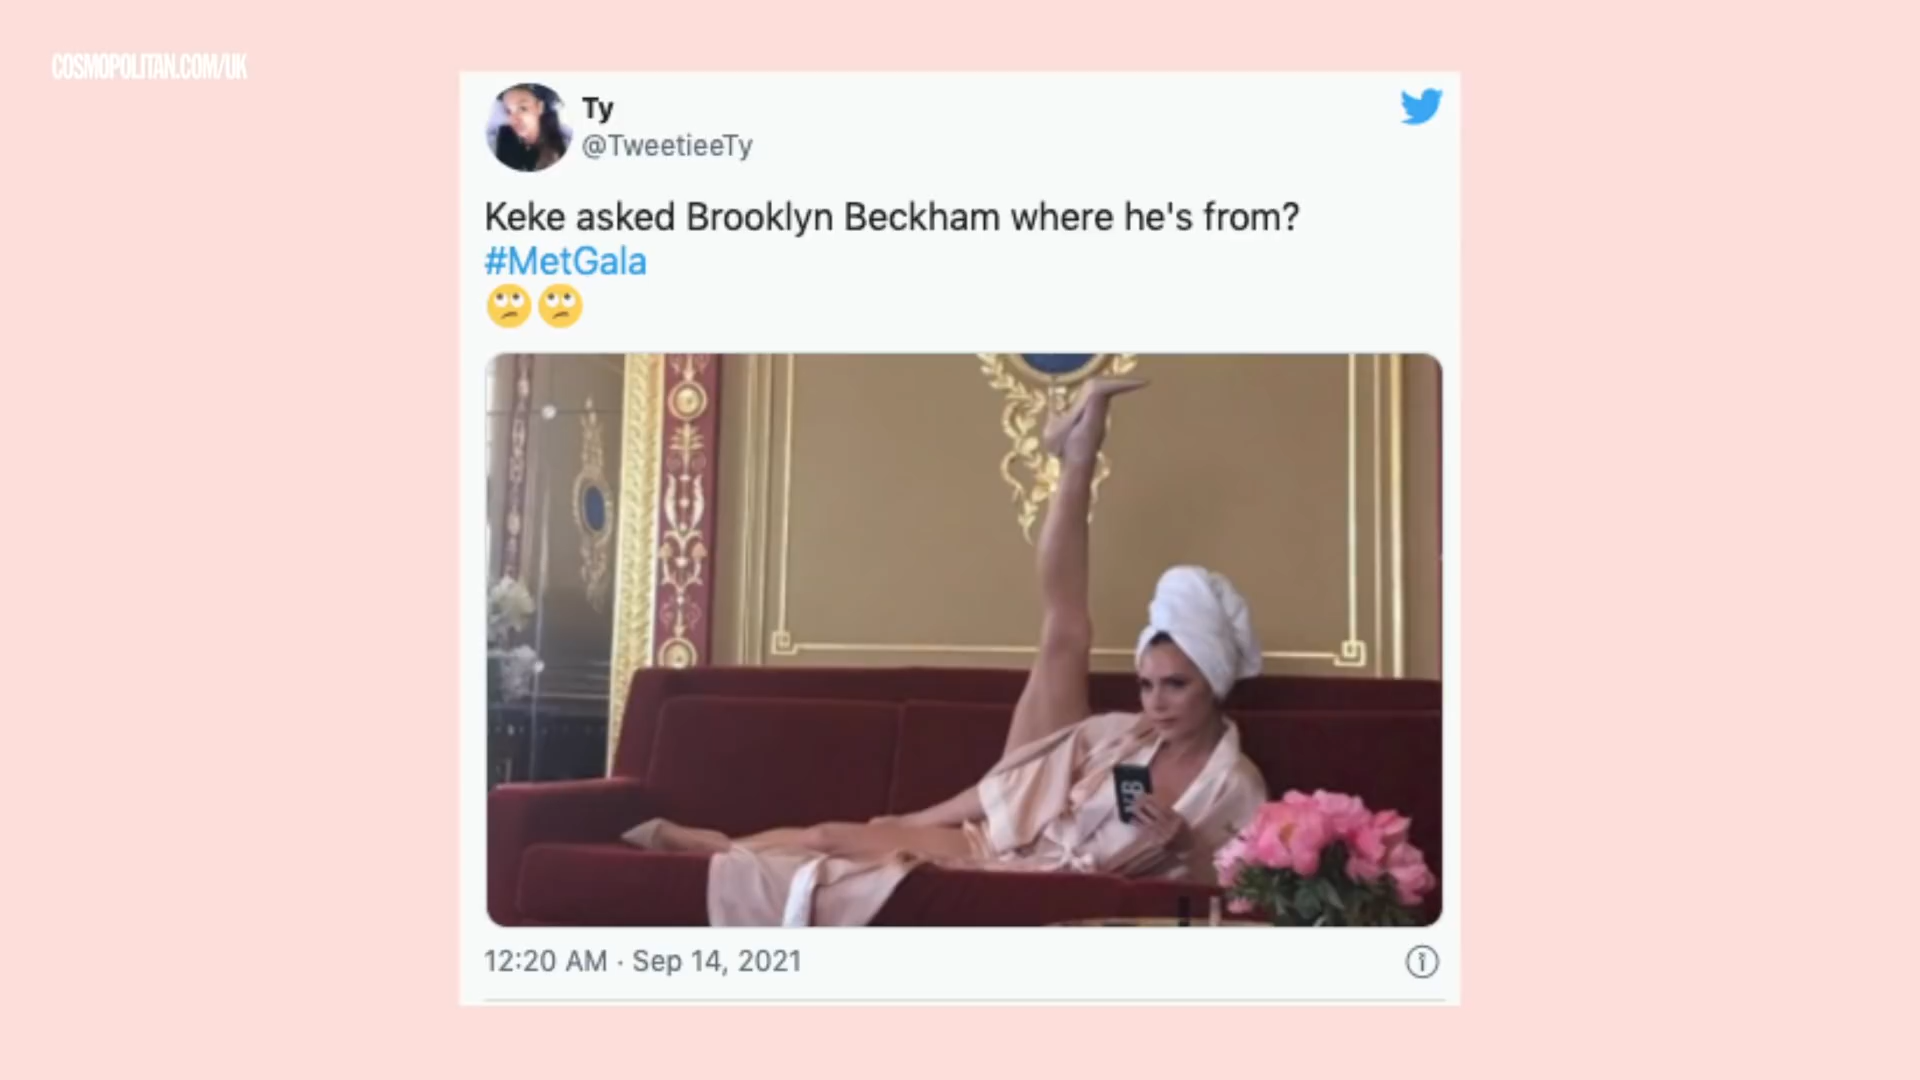 COSMOPOLITAN.COM/UK
Ty
@TweetieeTy
Keke asked Brooklyn Beckham where he's from?
#MetGala
🙄🙄
VB
12:20 AM · Sep 14, 2021